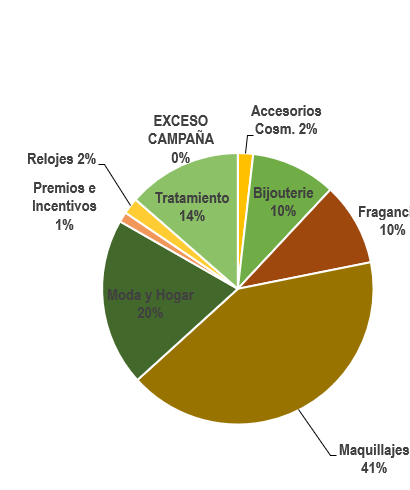 EXCESO
CAMPAÑA
0%
Accesorios
Cosm. 2%
Relojes 2%
Premios e
Incentivos
1%
Tratamiento
14%
Bijouterie
10%
Fraganci
10%
Moda y Hogar
20%
Maquillajes
41%